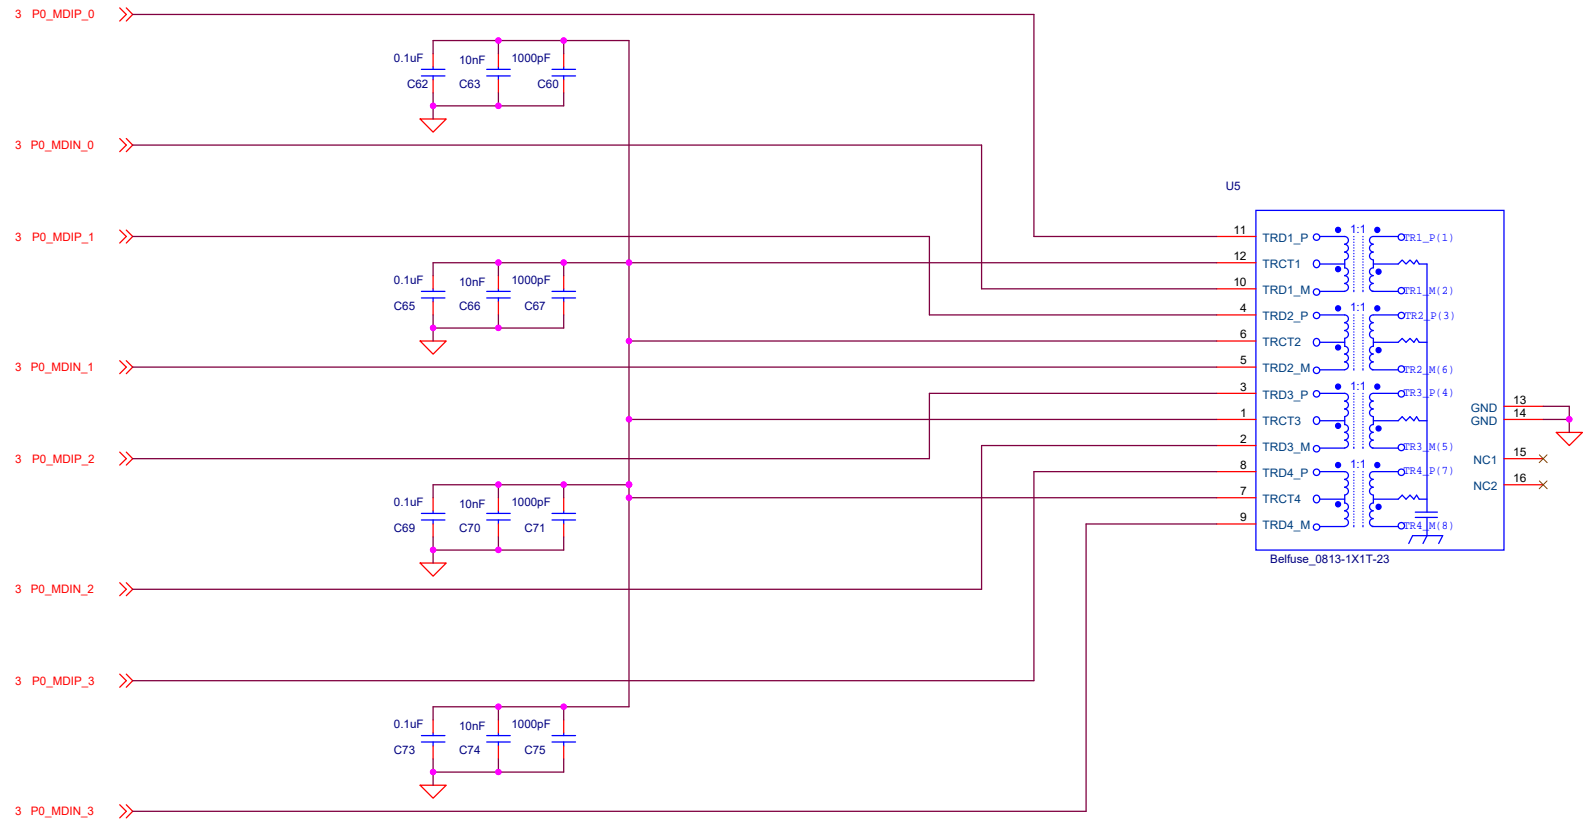 3 P0_MDIP_0
0.1uF 10nF 1000pF
C62 C63 C60
3 P0_MDIN_0
U5
3 P0_MDIP_1
11 TRD1_P 1:1 TR1_P(1)
12 TRCT1
0.1uF 10nF 1000pF
10 TRD1_M TR1_M(2)
C65 C66 C67
4 TRD2_P 1:1 TR2_P(3)
6 TRCT2
3 P0_MDIN_1
5 TRD2_M TR2_M(6)
3 TRD3_P 1:1 TR3_P(4)
GND 13
1 TRCT3
GND 14
2 TRD3_M TR3_M(5)
3 P0_MDIP_2
NC1 15
8 TRD4_P 1:1 TR4_P(7)
NC2 16
7 TRCT4
0.1uF 10nF 1000pF
9 TRD4_M TR4_M(8)
C69 C70 C71
Belfuse_0813-1X1T-23
3 P0_MDIN_2
3 P0_MDIP_3
0.1uF 10nF 1000pF
C73 C74 C75
3 P0_MDIN_3